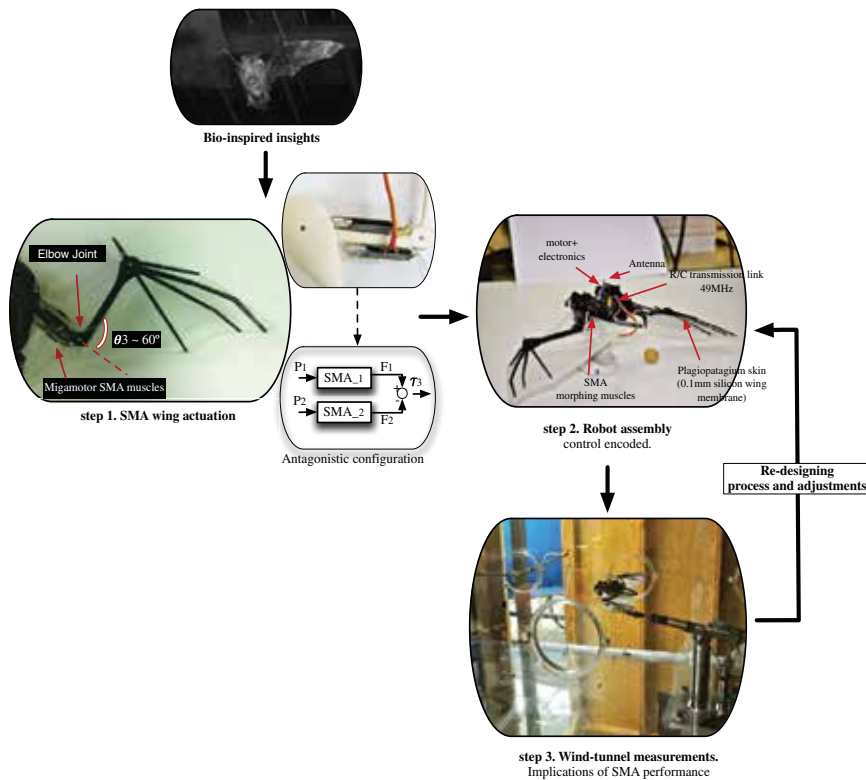 Bio-inspired insights
Elbow Joint
θ3 ~ 60º
Migamotor SMA muscles
step 1. SMA wing actuation
P1
SMA_1
F1
τ3
+
-
P2
SMA_2
F2
Antagonistic configuration
motor+
electronics
Antenna
R/C transmission link
49MHz
SMA
morphing muscles
Plagiopatagium skin
(0.1mm silicon wing
membrane)
step 2. Robot assembly
control encoded.
Re-designing
process and adjustments
step 3. Wind-tunnel measurements.
Implications of SMA performance